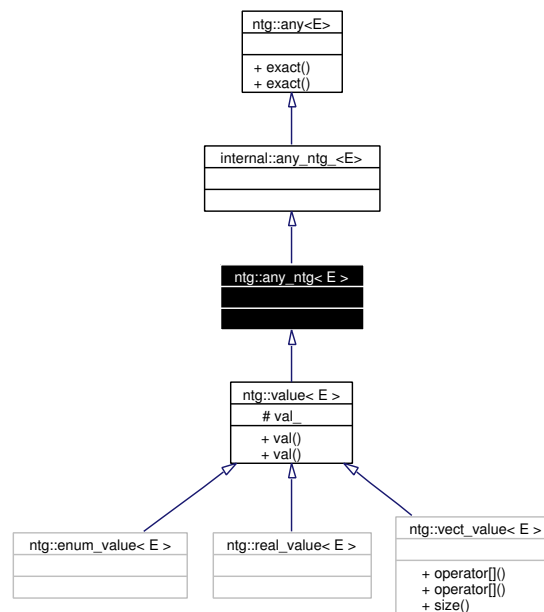 ntg::any<E>
+ exact()
+ exact()
internal::any_ntg_<E>
ntg::any_ntg< E >
ntg::value< E >
# val_
+ val()
+ val()
ntg::enum_value< E >
ntg::real_value< E >
ntg::vect_value< E >
+ operator[]()
+ operator[]()
+ size()